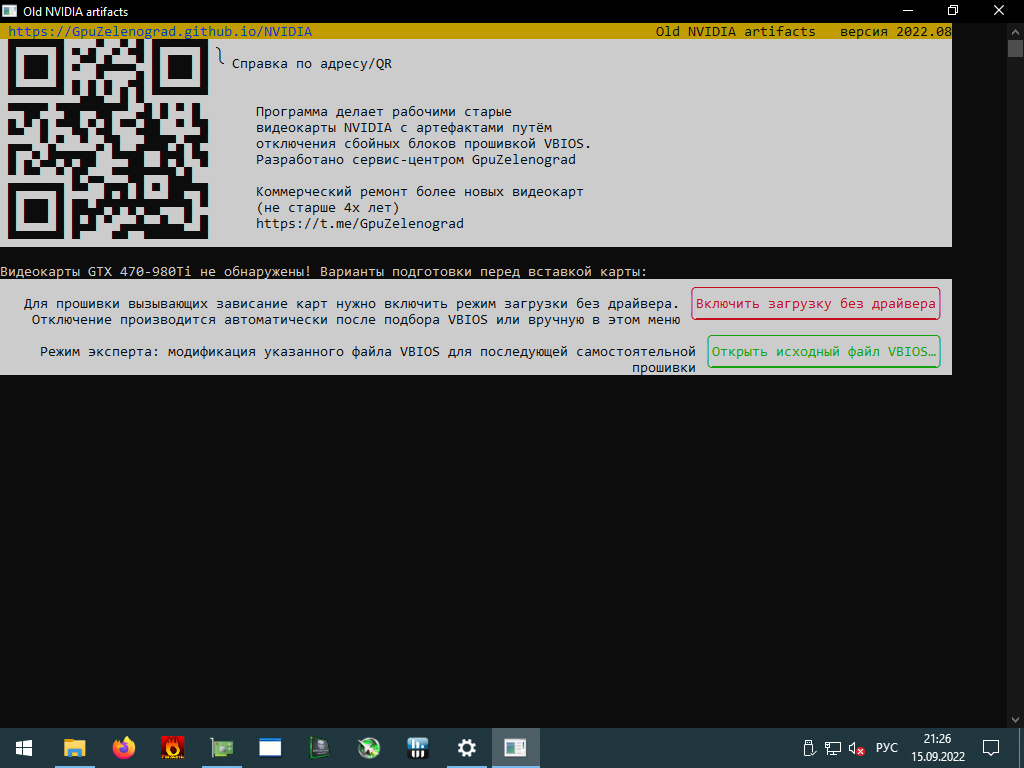 Old NVIDIA artifacts
https://GpuZelenograd.github.io/NVIDIA Old NVIDIA artifacts версия 2022.08
Справка по адресу/QR
Программа делает рабочими старые
видеокарты NVIDIA с артефактами путём
отключения сбойных блоков прошивкой VBIOS.
Разработано сервис-центром GpuZelenograd
Коммерческий ремонт более новых видеокарт
(не старше 4х лет)
https://t.me/GpuZelenograd
Видеокарты GTX 470-980Ti не обнаружены! Варианты подготовки перед вставкой карты:
Для прошивки вызывающих зависание карт нужно включить режим загрузки без драйвера. Включить загрузку без драйвера
Отключение производится автоматически после подбора VBIOS или вручную в этом меню
Режим эксперта: модификация указанного файла VBIOS для последующей самостоятельной Открыть исходный файл VBIOS…
прошивки
РУС
21:26
15.09.2022